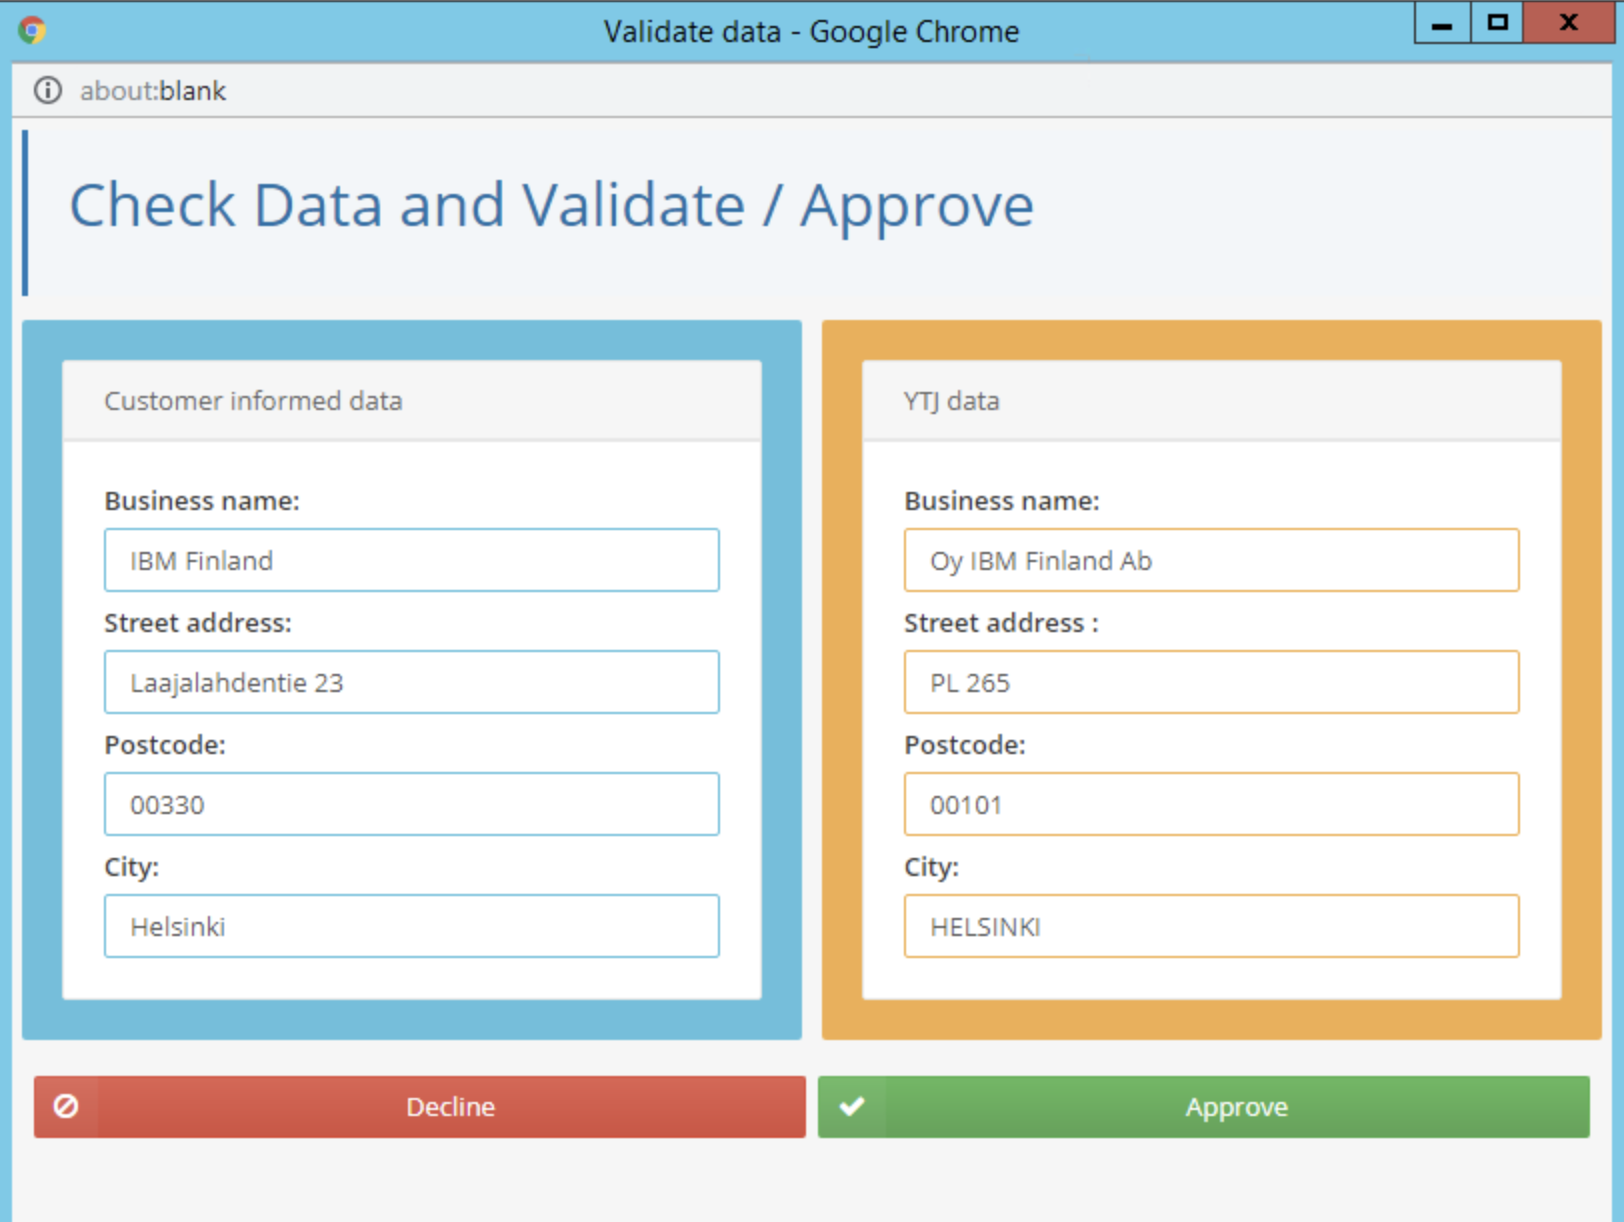 Validate data - Google Chrome
about:blank
Check Data and Validate / Approve
Customer informed data
Business name:
IBM Finland
Street address:
Laajalahdentie 23
Postcode:
00330
City:
Helsinki
YTJ data
Business name:
Oy IBM Finland Ab
Street address :
PL 265
Postcode:
00101
City:
HELSINKI
Decline
Approve